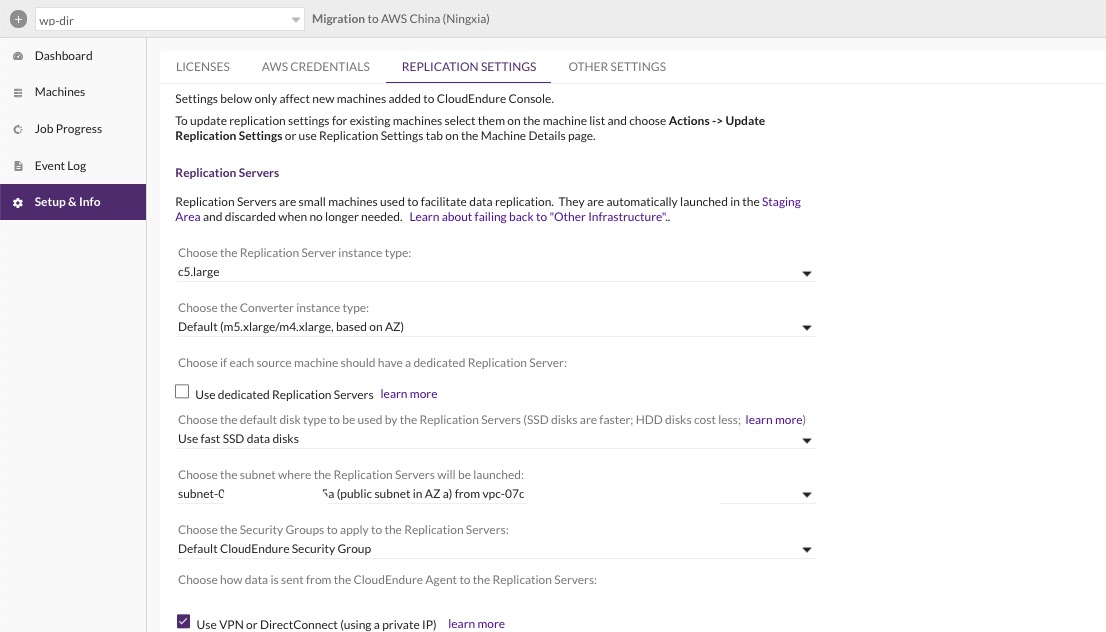 wp-dir
Migration to AWS China (Ningxia)
Dashboard
Machines
Job Progress
Event Log
Setup & Info
LICENSES AWS CREDENTIALS REPLICATION SETTINGS OTHER SETTINGS
Settings below only affect new machines added to CloudEndure Console.
To update replication settings for existing machines select them on the machine list and choose Actions -> Update
Replication Settings or use Replication Settings tab on the Machine Details page.
Replication Servers
Replication Servers are small machines used to facilitate data replication. They are automatically launched in the Staging
Area and discarded when no longer needed. Learn about failing back to "Other Infrastructure"..
Choose the Replication Server instance type:
c5.large
Choose the Converter instance type:
Default (m5.xlarge/m4.xlarge, based on AZ)
Choose if each source machine should have a dedicated Replication Server:
Use dedicated Replication Servers learn more
Choose the default disk type to be used by the Replication Servers (SSD disks are faster; HDD disks cost less; learn more)
Use fast SSD data disks
Choose the subnet where the Replication Servers will be launched:
subnet-0 5a (public subnet in AZ a) from vpc-07c
Choose the Security Groups to apply to the Replication Servers:
Default CloudEndure Security Group
Choose how data is sent from the CloudEndure Agent to the Replication Servers:
Use VPN or DirectConnect (using a private IP) learn more